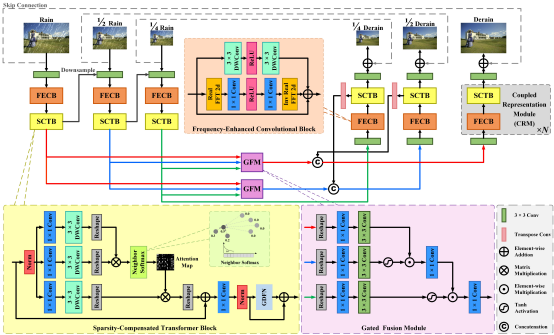 Skip Connection
Rain
1/2 Rain
1/4 Rain
1/4 Derain
1/2 Derain
Derain
Downsample
FECB
SCTB
FECB
SCTB
FECB
SCTB
3 × 3
DWConv
ReLU
3 × 3
DWConv
Real
FFT 2d
1×1 Conv
ReLU
1×1 Conv
Inv Real
FFT 2d
Frequency-Enhanced Convolutional Block
SCTB
FECB
SCTB
FECB
SCTB
FECB
Coupled
Representation
Module
(CRM)
×N
GFM
GFM
C
C
Norm
1×1 Conv
3 × 3
DWConv
Reshape
1×1 Conv
3 × 3
DWConv
Reshape
1×1 Conv
3 × 3
DWConv
Reshape
Neighbor
Softmax
Attention
Map
Neighbor Softmax
Reshape
1×1 Conv
Norm
GDFN
Sparsity-Compensated Transformer Block
Reshape
1×1 Conv
3×3 Conv
Reshape
1×1 Conv
3×3 Conv
Reshape
1×1 Conv
3×3 Conv
1×1 Conv
Reshape
Gated Fusion Module
3 × 3 Conv
Transpose Conv
Element-wise
Addition
Matrix
Multiplication
Element-wise
Multiplication
Tanh
Activation
C
Concatenation